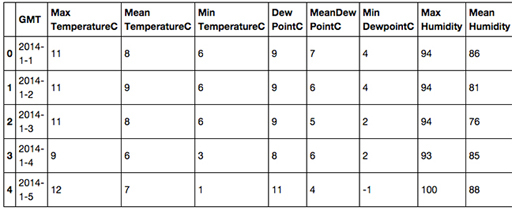 GMT Max TemperatureC Mean TemperatureC Min TemperatureC Dew PointC MeanDew PointC Min DewpointC Max Humidity Mean Humidity
0 2014-1-1 11 8 6 9 7 4 94 86
1 2014-1-2 11 9 6 9 6 4 94 81
2 2014-1-3 11 8 6 9 5 2 94 76
3 2014-1-4 9 6 3 8 6 2 93 85
4 2014-1-5 12 7 1 11 4 -1 100 88